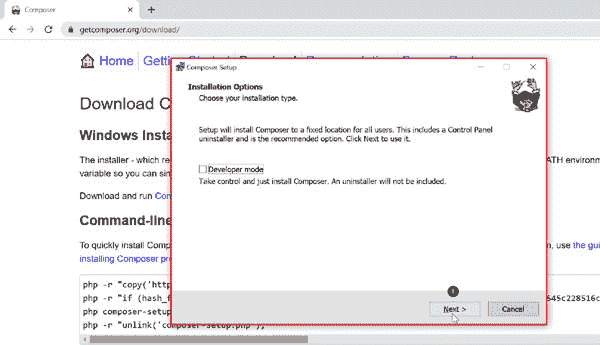 Composer
getcomposer.org/download/
Home
Composer Setup
Installation Options
Choose your installation type.
Download C
Windows Insta
Setup will install Composer to a fixed location for all users. This includes a Control Panel
uninstaller and is the recommended option. Click Next to use it.
The installer - which re
ATH environm
variable so you can sim
Developer mode
Take control and just install Composer. An uninstaller will not be included.
Download and run Con
Command-line
To quickly install Comp
n, use the guid
installing Composer pro
php -r "copy('http
php -r "if (hash_f
545c228516c
php composer-setup
Next >
Cancel
php -r "unlink('composer-setup.php');